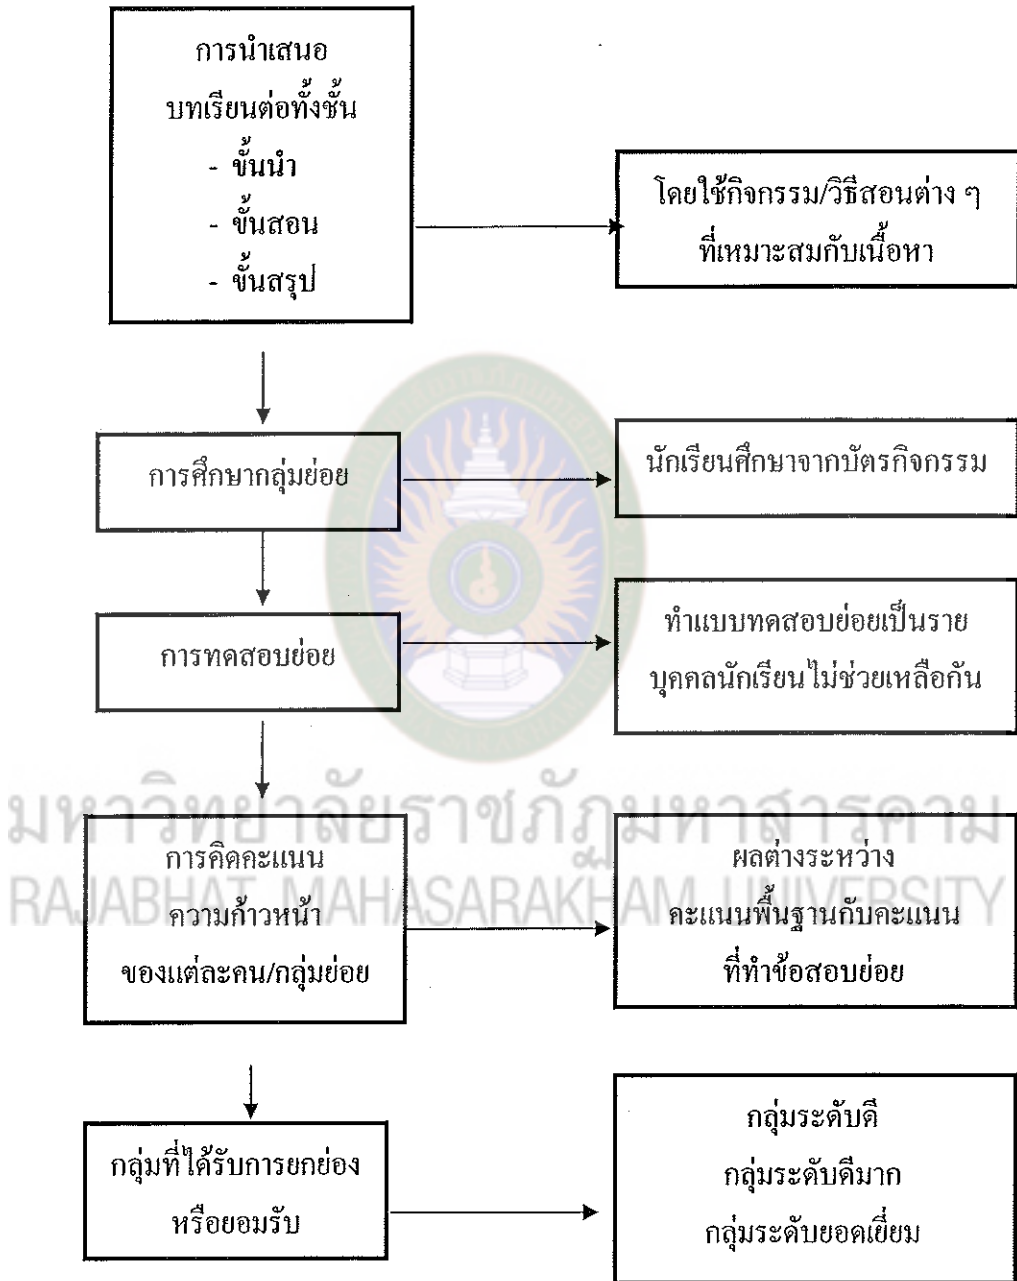 การนำเสนอ
บทเรียนต่อทั้งชั้น
- ขั้นนำ
- ขั้นสอน
- ขั้นสรุป
โดยใช้กิจกรรม/วิธีสอนต่าง ๆ
ที่เหมาะสมกับเนื้อหา
การศึกษากลุ่มย่อย
นักเรียนศึกษาจากบัตรกิจกรรม
การทดสอบย่อย
ทำแบบทดสอบย่อยเป็นราย
บุคคลนักเรียนไม่ช่วยเหลือกัน
มหาวิทยาลัยราชภัฏมหาสารคาม
RAJABHAT MAHASARAKHAM UNIVERSITY
การคิดคะแนน
ความก้าวหน้า
ของแต่ละคน/กลุ่มย่อย
ผลต่างระหว่าง
คะแนนพื้นฐานกับคะแนน
ที่ทำข้อสอบย่อย
กลุ่มที่ได้รับการยกย่อง
หรือยอมรับ
กลุ่มระดับดี
กลุ่มระดับดีมาก
กลุ่มระดับยอดเยี่ยม